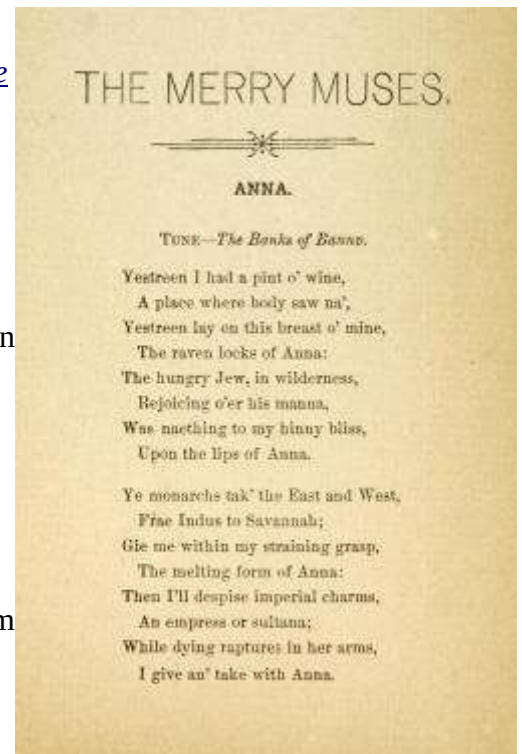 e
THE MERRY MUSES.
ANNA.
TUNE—The Banks of Banna.
Yestreen I had a pint o' wine,
A place where body saw na',
Yestreen lay on this breast o' mine,
n
The raven locks of Anna:
The hungry Jew, in wilderness,
Rejoicing o'er his manna,
Was naething to my hinny bliss,
Upon the lips of Anna.
Ye monarchs tak' the East and West,
Frae Indus to Savannah;
Gie me within my straining grasp,
The melting form of Anna:
m
Then I'll despise imperial charms,
An empress or sultana;
While dying raptures in her arms,
I give an' take with Anna.